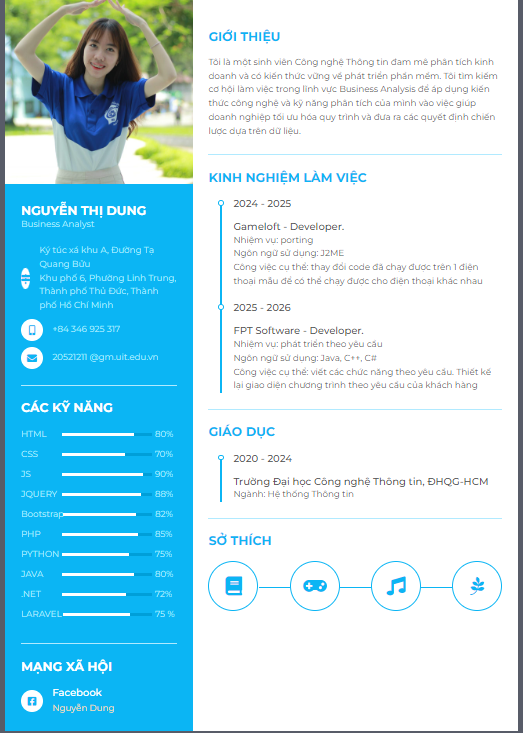 NGUYỄN THỊ DUNG
Business Analyst
Ký túc xá khu A, Đường Tạ
Quang Bửu
Khu phố 6, Phường Linh Trung,
Thành phố Thủ Đức, Thành
phố Hồ Chí Minh
+84 346 925 317
20521211 @gm.uit.edu.vn
CÁC KỸ NĂNG
HTML 80%
CSS 70%
JS 90%
JQUERY 88%
Bootstrap 82%
PHP 85%
PYTHON 75%
JAVA 80%
.NET 72%
LARAVEL 75 %
MẠNG XÃ HỘI
Facebook
Nguyễn Dung
GIỚI THIỆU
Tôi là một sinh viên Công nghệ Thông tin đam mê phân tích kinh
doanh và có kiến thức vững về phát triển phần mềm. Tôi tìm kiếm
cơ hội làm việc trong lĩnh vực Business Analysis để áp dụng kiến
thức công nghệ và kỹ năng phân tích của mình vào việc giúp
doanh nghiệp tối ưu hóa quy trình và đưa ra các quyết định chiến
lược dựa trên dữ liệu.
KINH NGHIỆM LÀM VIỆC
2024 - 2025
Gameloft - Developer.
Nhiệm vụ: porting
Ngôn ngữ sử dụng: J2ME
Công việc cụ thể: thay đổi code đã chạy được trên 1 điện
thoại mẫu để có thể chạy được cho điện thoại khác nhau
2025 - 2026
FPT Software - Developer.
Nhiệm vụ: phát triển theo yêu cầu
Ngôn ngữ sử dụng: Java, C++, C#
Công việc cụ thể: viết các chức năng theo yêu cầu. Thiết kế
lại giao diện chương trình theo yêu cầu của khách hàng
GIÁO DỤC
2020 - 2024
Trường Đại học Công nghệ Thông tin, ĐHQG-HCM
Ngành: Hệ thống Thông tin
SỞ THÍCH